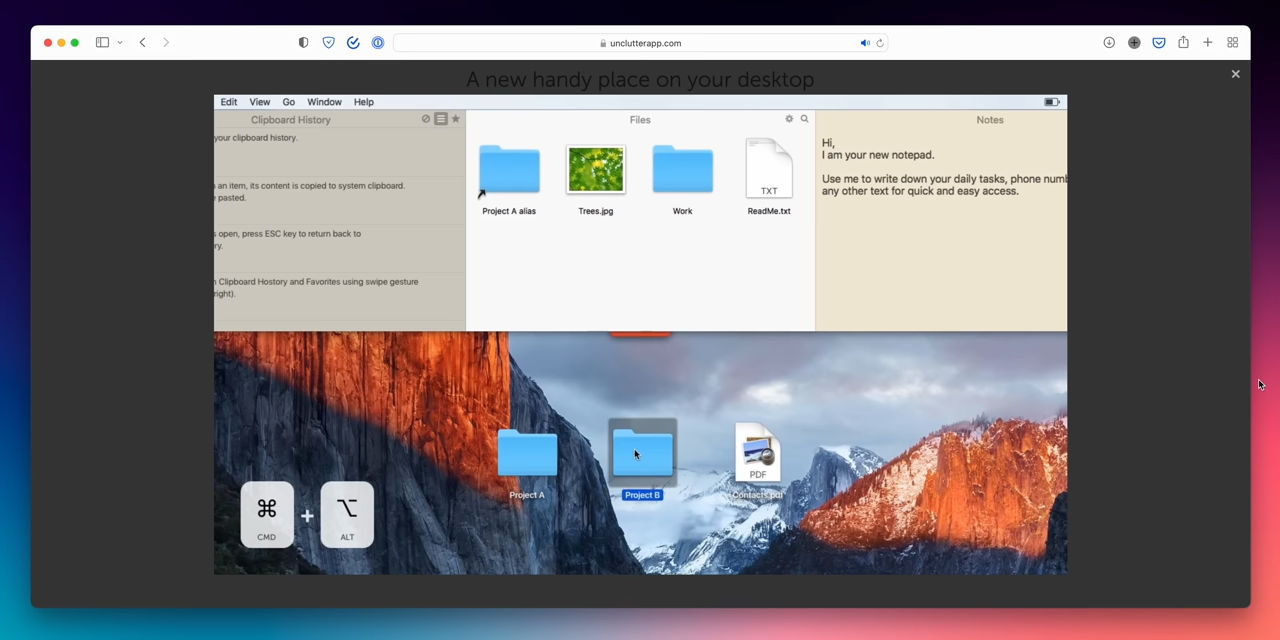 unclutterapp.com
A new handy place on your desktop
Edit View Go Window Help
Clipboard History
your clipboard history.
an item, its content is copied to system clipboard.
pasted.
open, press ESC key to return back to
ry.
Clipboard Hostory and Favorites using swipe gesture
right).
Files
Project A alias
Trees.jpg
Work
TXT
ReadMe.txt
Notes
Hi,
I am your new notepad.
Use me to write down your daily tasks, phone numb
any other text for quick and easy access.
Project A
Project B
PDF
Contacts.pdf
⌘ + ⌥
CMD ALT